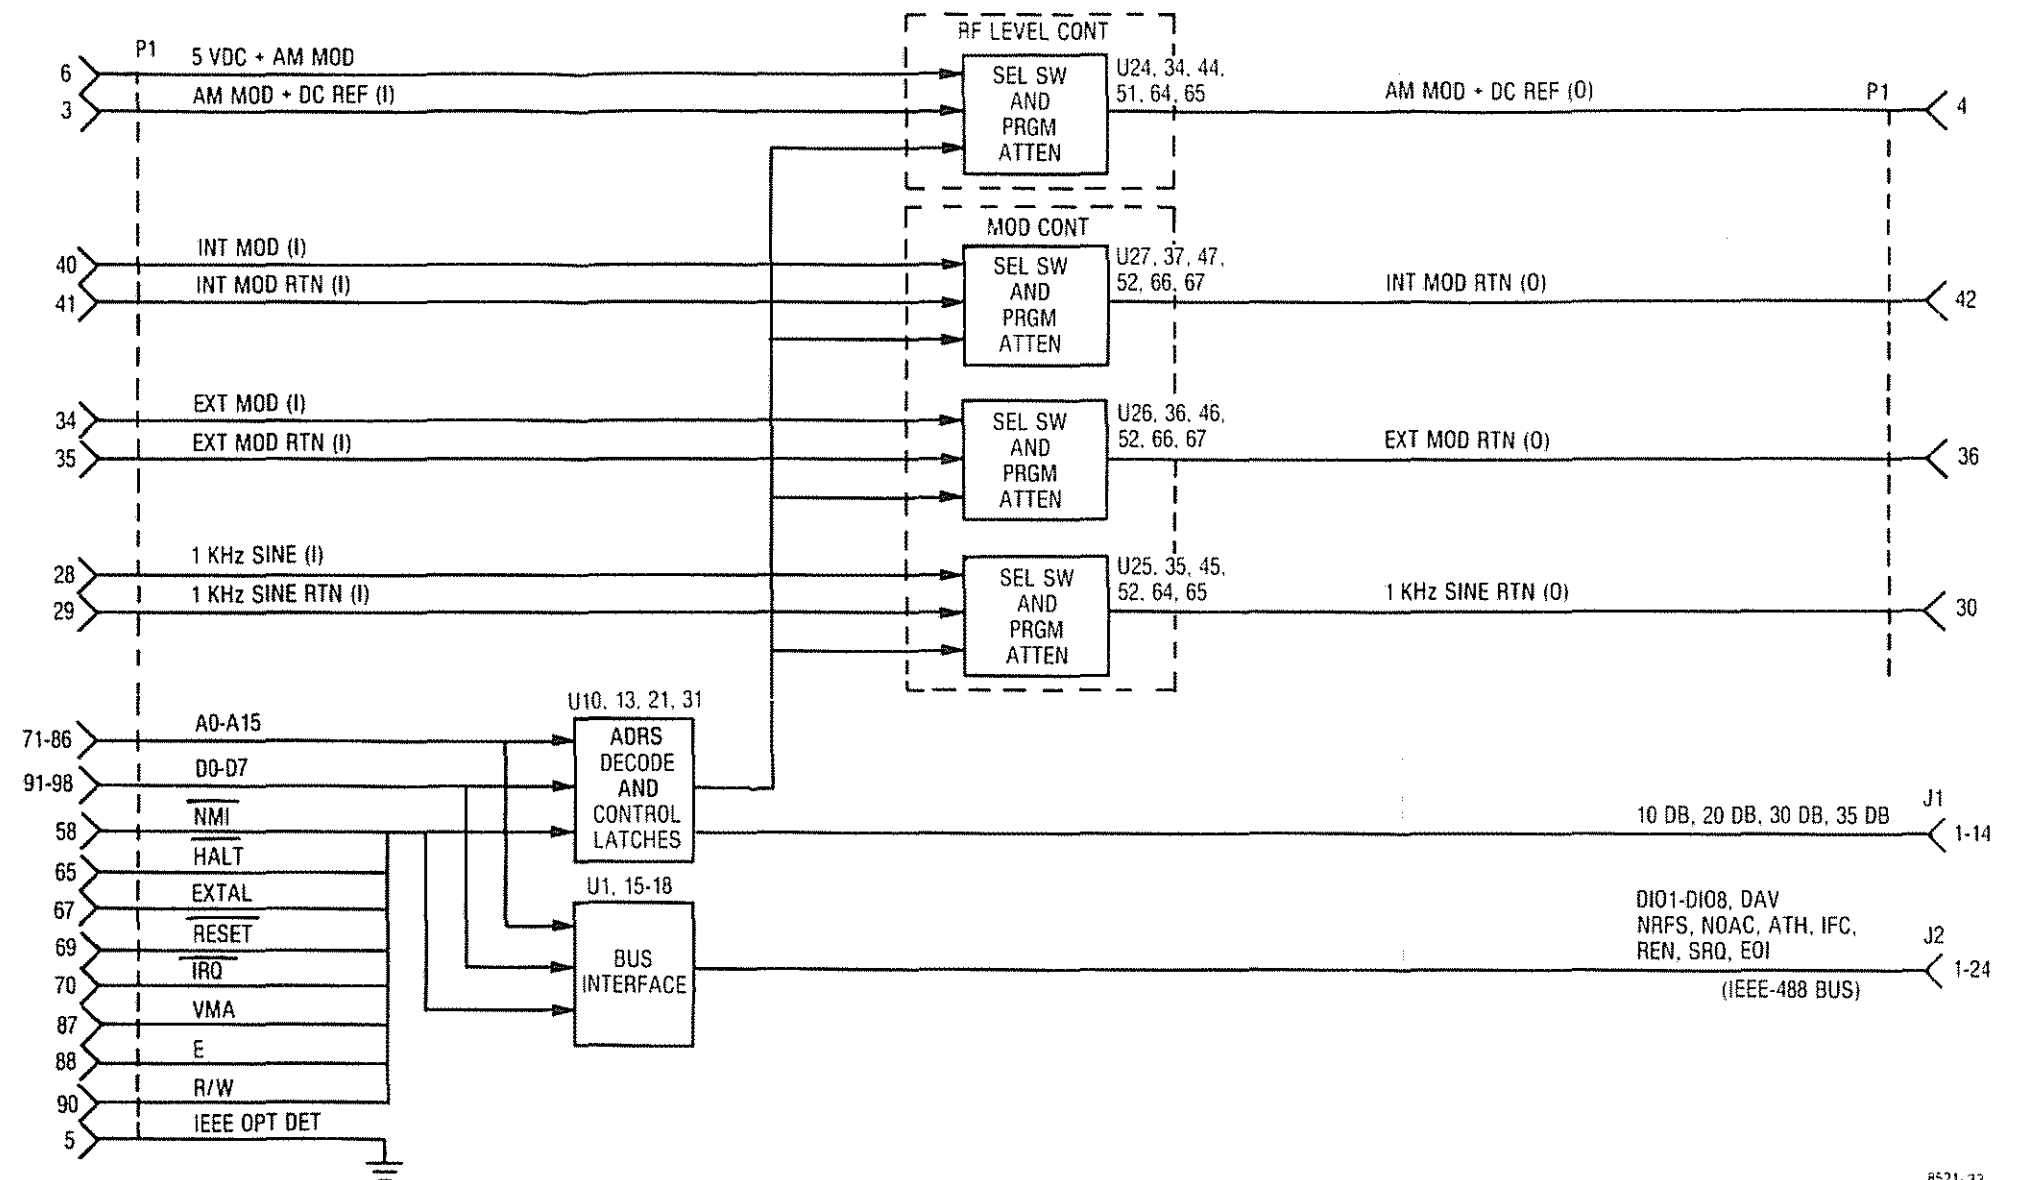 RF LEVEL CONT
P1
6
5 VDC + AM MOD
3
AM MOD + DC REF (I)
SEL SW
AND
PRGM
ATTEN
U24, 34, 44,
51, 64, 65
AM MOD + DC REF (O)
P1
4
MOD CONT
40
INT MOD (I)
41
INT MOD RTN (I)
SEL SW
AND
PRGM
ATTEN
U27, 37, 47,
52, 66, 67
INT MOD RTN (O)
42
34
EXT MOD (I)
35
EXT MOD RTN (I)
SEL SW
AND
PRGM
ATTEN
U26, 36, 46,
52, 66, 67
EXT MOD RTN (O)
36
28
1 KHz SINE (I)
29
1 KHz SINE RTN (I)
SEL SW
AND
PRGM
ATTEN
U25, 35, 45,
52, 64, 65
1 KHz SINE RTN (O)
30
71-86
A0-A15
91-98
D0-D7
58
NMI
65
HALT
67
EXTAL
69
RESET
70
IRQ
87
VMA
88
E
90
R/W
5
IEEE OPT DET
U10, 13, 21, 31
ADRS
DECODE
AND
CONTROL
LATCHES
10 DB, 20 DB, 30 DB, 35 DB
J1
1-14
U1, 15-18
BUS
INTERFACE
DIO1-DIO8, DAV
NRFS, NOAC, ATH, IFC,
REN, SRQ, EOI
(IEEE-488 BUS)
J2
1-24